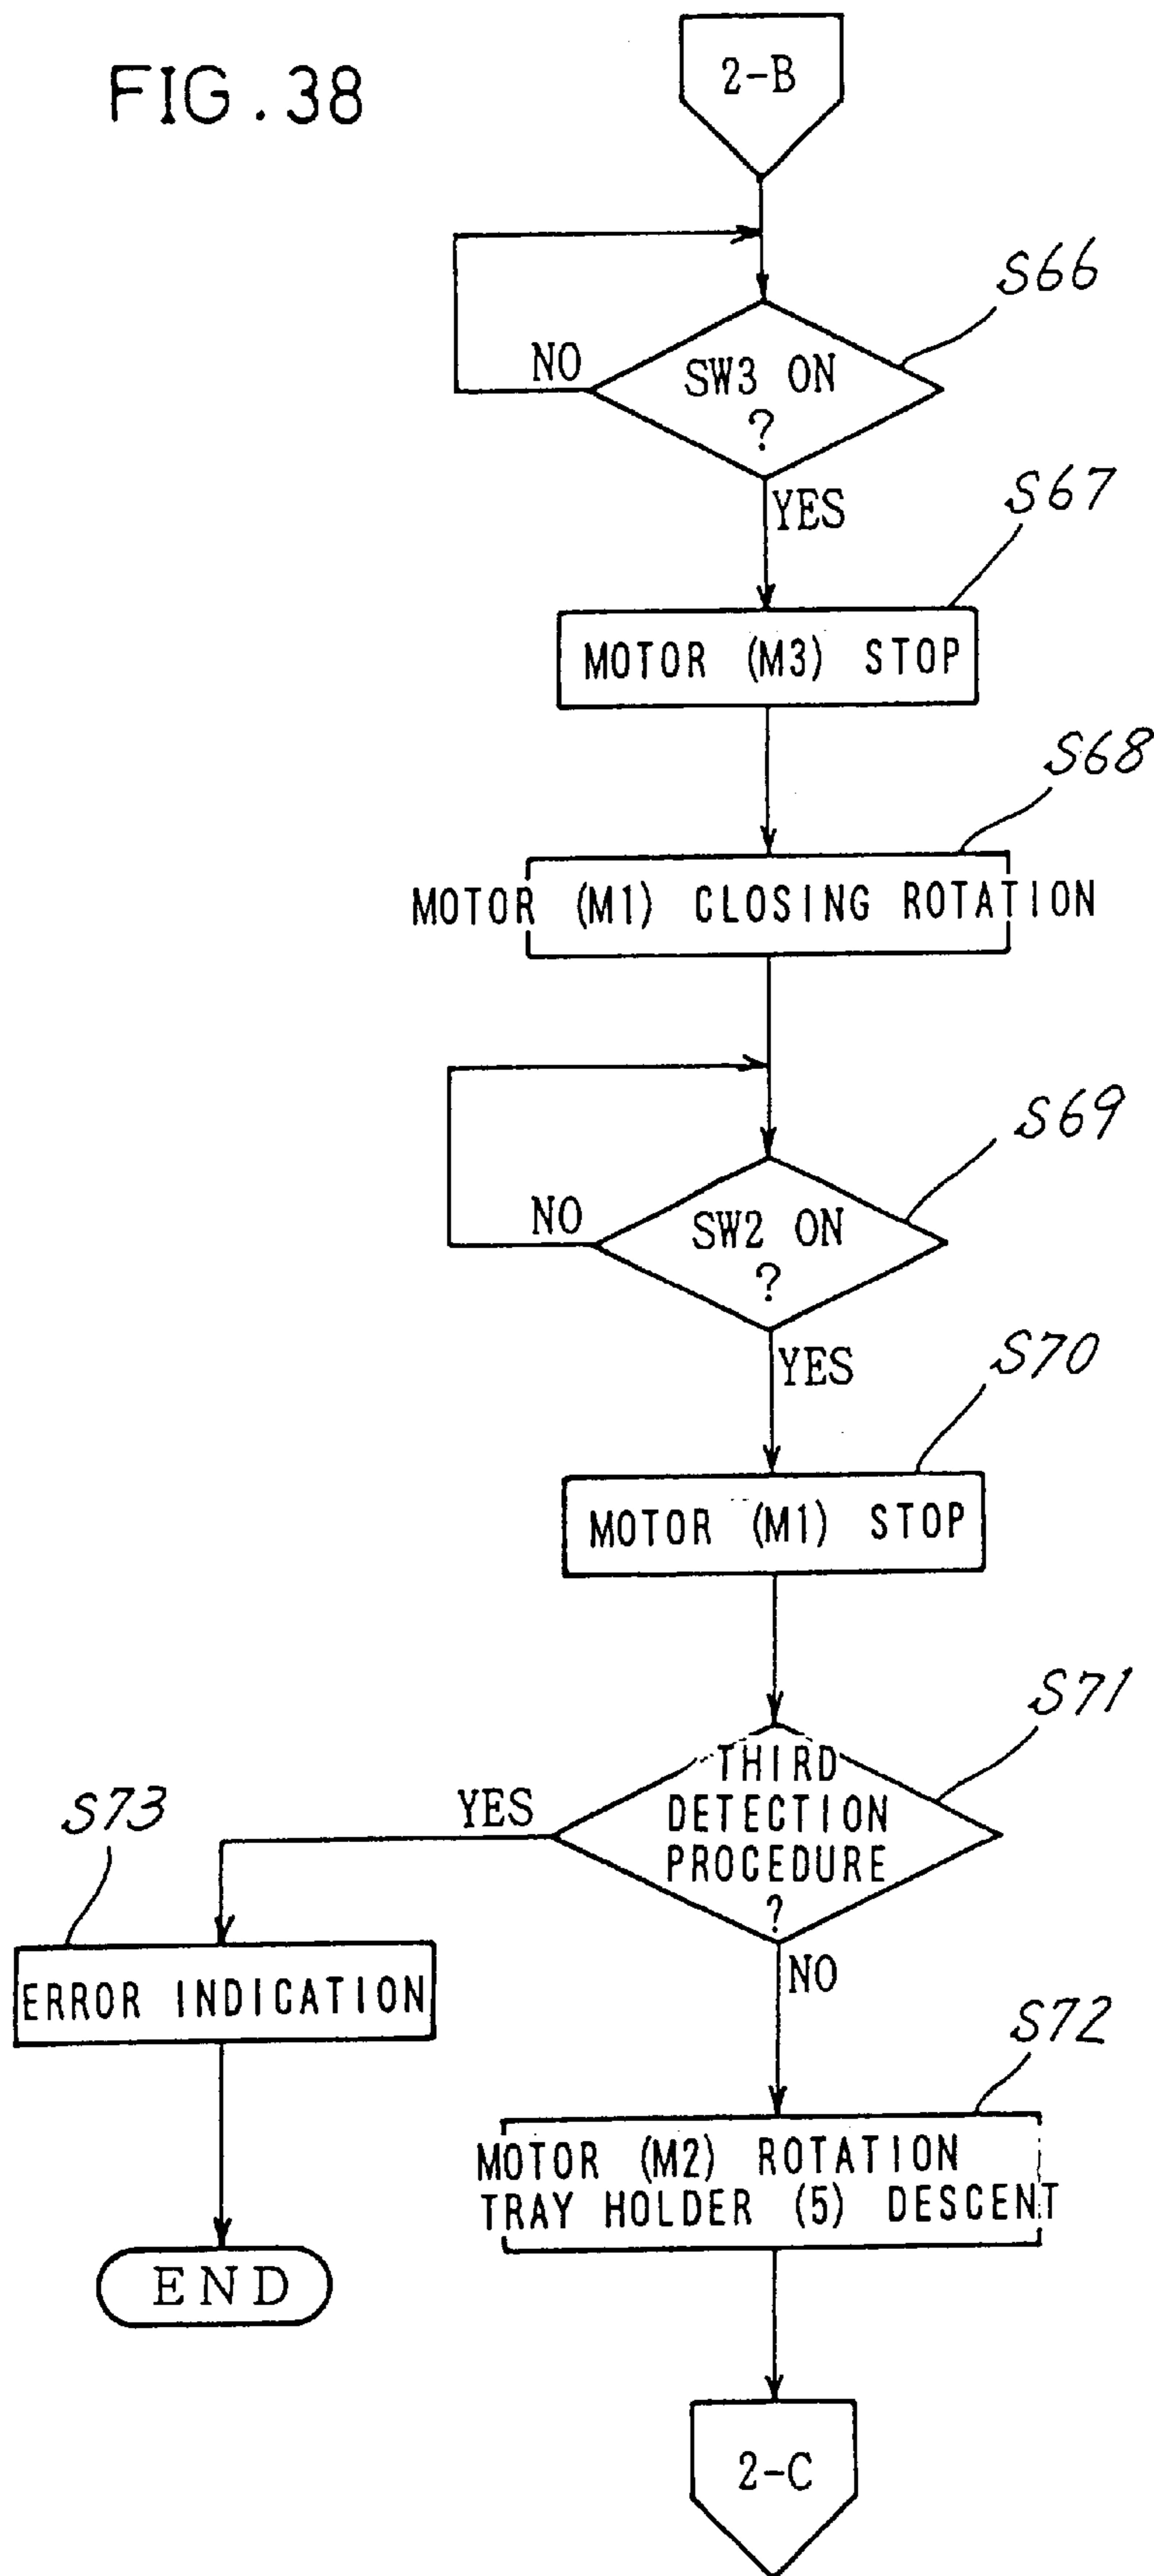 FIG. 38
2-B
S66
NO
SW3 ON
?
YES
S67
MOTOR (M3) STOP
S68
MOTOR (M1) CLOSING ROTATION
S69
NO
SW2 ON
?
YES
S70
MOTOR (M1) STOP
S71
THIRD
DETECTION
PROCEDURE
?
YES
S73
NO
ERROR INDICATION
S72
MOTOR (M2) ROTATION
TRAY HOLDER (5) DESCENT
END
2-C